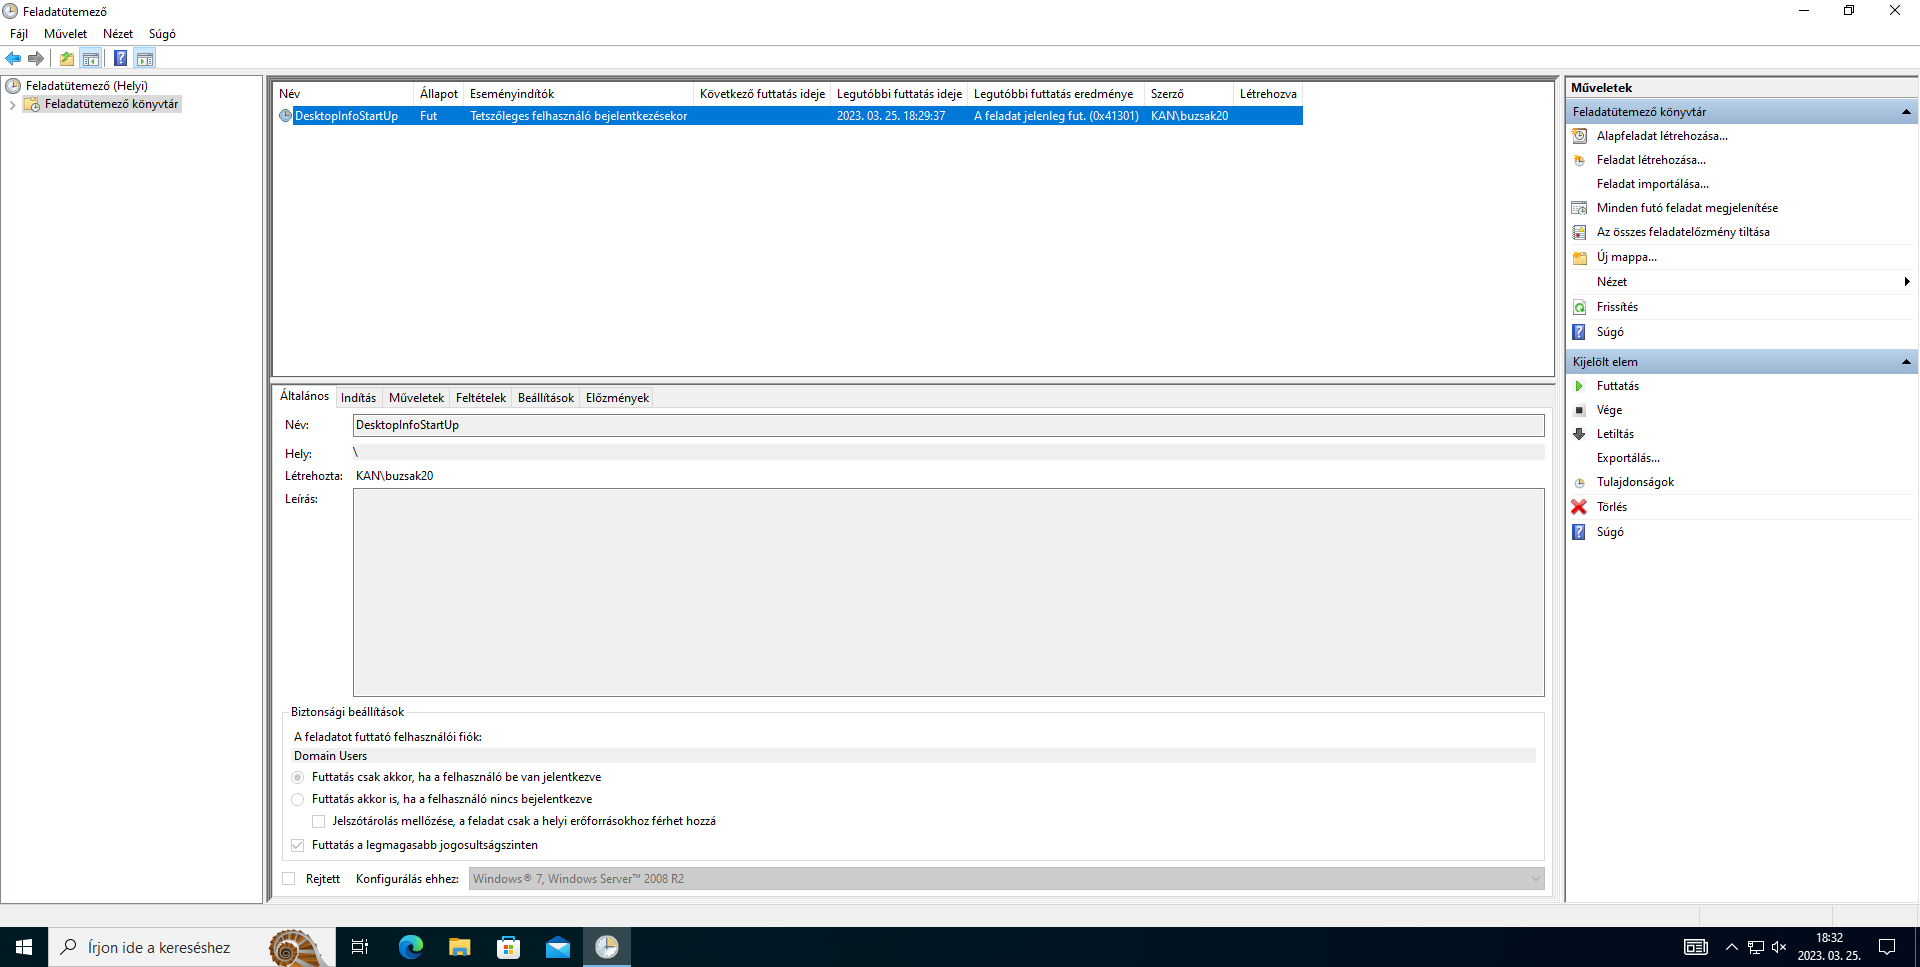 Feladatütemező
Fájl Művelet Nézet Súgó
Feladatütemező (Helyi)
Feladatütemező könyvtár
Név Állapot Eseményindítók Következő futtatás ideje Legutóbbi futtatás ideje Legutóbbi futtatás eredménye Szerző Létrehozva
DesktopInfoStartUp Fut Tetszőleges felhasználó bejelentkezésekor 2023. 03. 25. 18:29:37 A feladat jelenleg fut. (0x41301) KAN\buzsak20
Általános Indítás Műveletek Feltételek Beállítások Előzmények
Név: DesktopInfoStartUp
Hely: \
Létrehozta: KAN\buzsak20
Leírás:
Biztonsági beállítások
A feladatot futtató felhasználói fiók:
Domain Users
Futtatás csak akkor, ha a felhasználó be van jelentkezve
Futtatás akkor is, ha a felhasználó nincs bejelentkezve
Jelszótárolás mellőzése, a feladat csak a helyi erőforrásokhoz férhet hozzá
Futtatás a legmagasabb jogosultságszinten
Rejtett Konfigurálás ehhez: Windows® 7, Windows Server™ 2008 R2
Műveletek
Feladatütemező könyvtár
Alapfeladat létrehozása...
Feladat létrehozása...
Feladat importálása...
Minden futó feladat megjelenítése
Az összes feladatelőzmény tiltása
Új mappa...
Nézet
Frissítés
Súgó
Kijelölt elem
Futtatás
Vége
Letiltás
Exportálás...
Tulajdonságok
Törlés
Súgó
Írjon ide a kereséshez
18:32
2023. 03. 25.